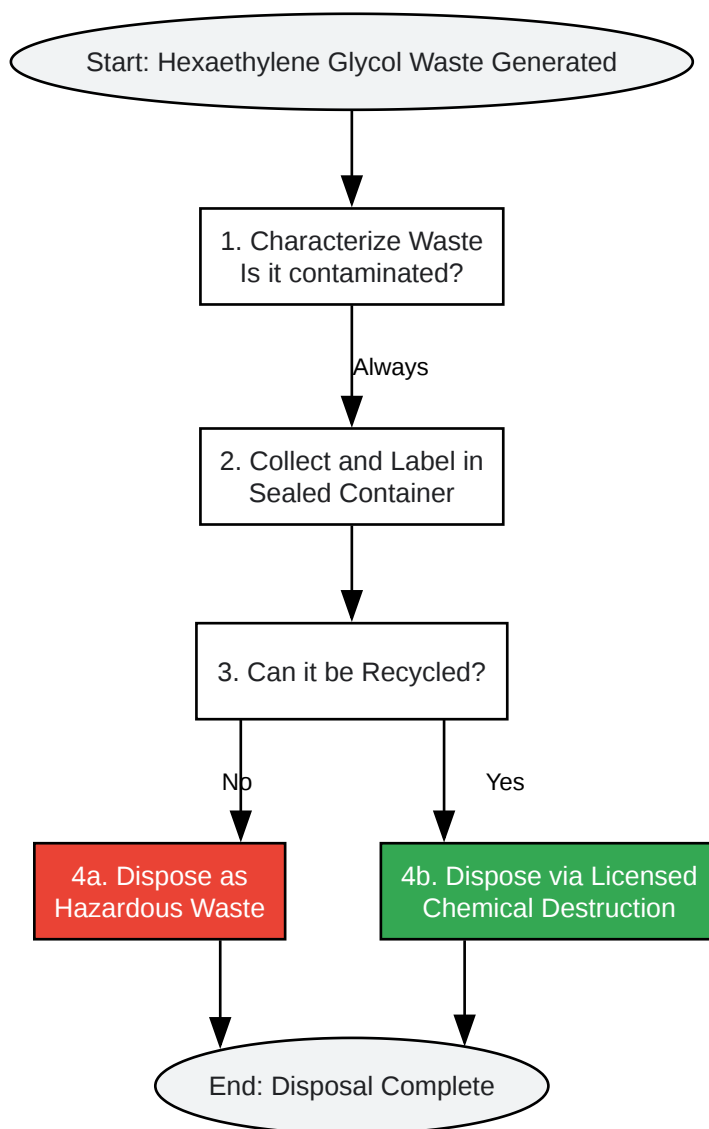 Start: Hexaethylene Glycol Waste Generated
1. Characterize Waste
Is it contaminated?
Always
2. Collect and Label in
Sealed Container
3. Can it be Recycled?
No
Yes
4a. Dispose as
Hazardous Waste
4b. Dispose via Licensed
Chemical Destruction
End: Disposal Complete